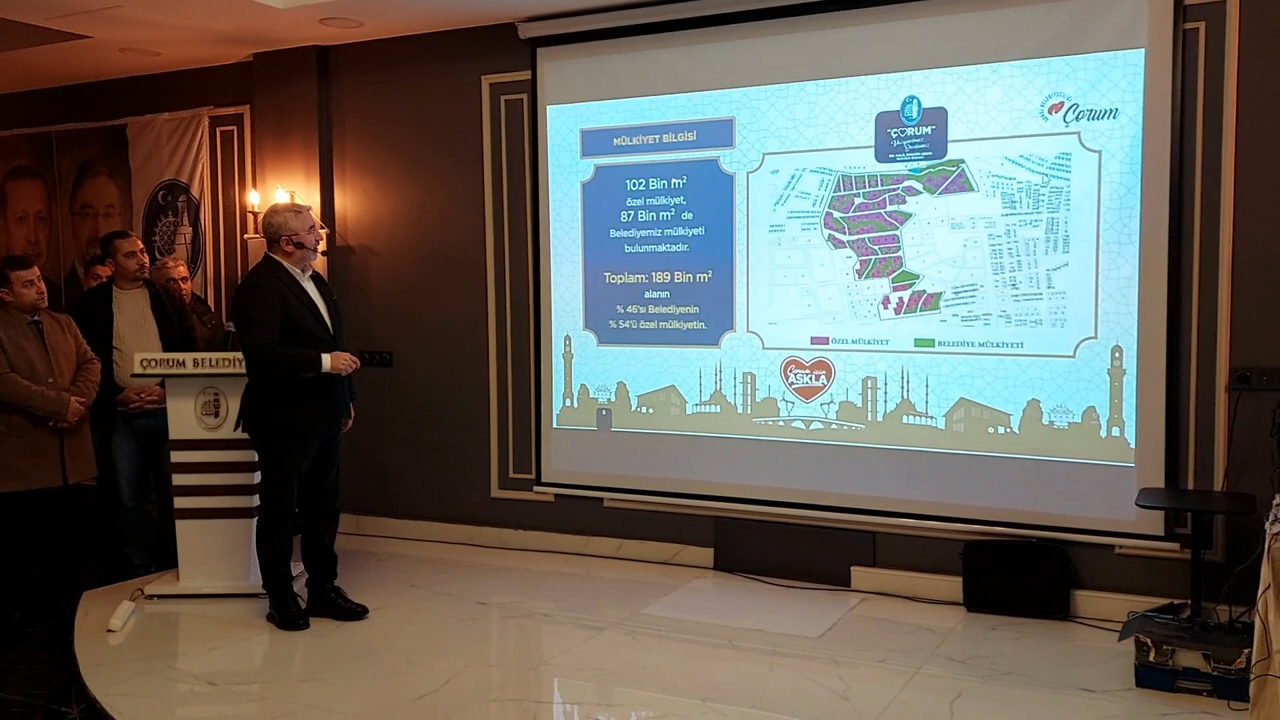 MÜLKİYET BİLGİSİ
102 Bin m²
özel mülkiyet,
87 Bin m² de
Belediyemiz mülkiyeti
bulunmaktadır.
Toplam: 189 Bin m²
alanın
% 46'sı Belediyenin
% 54'ü özel mülkiyetin.
"ÇORUM"
Çorum
ÖZEL MÜLKİYET
BELEDİYE MÜLKİYETİ
Çorum için
AŞKLA
ÇORUM BELEDİY